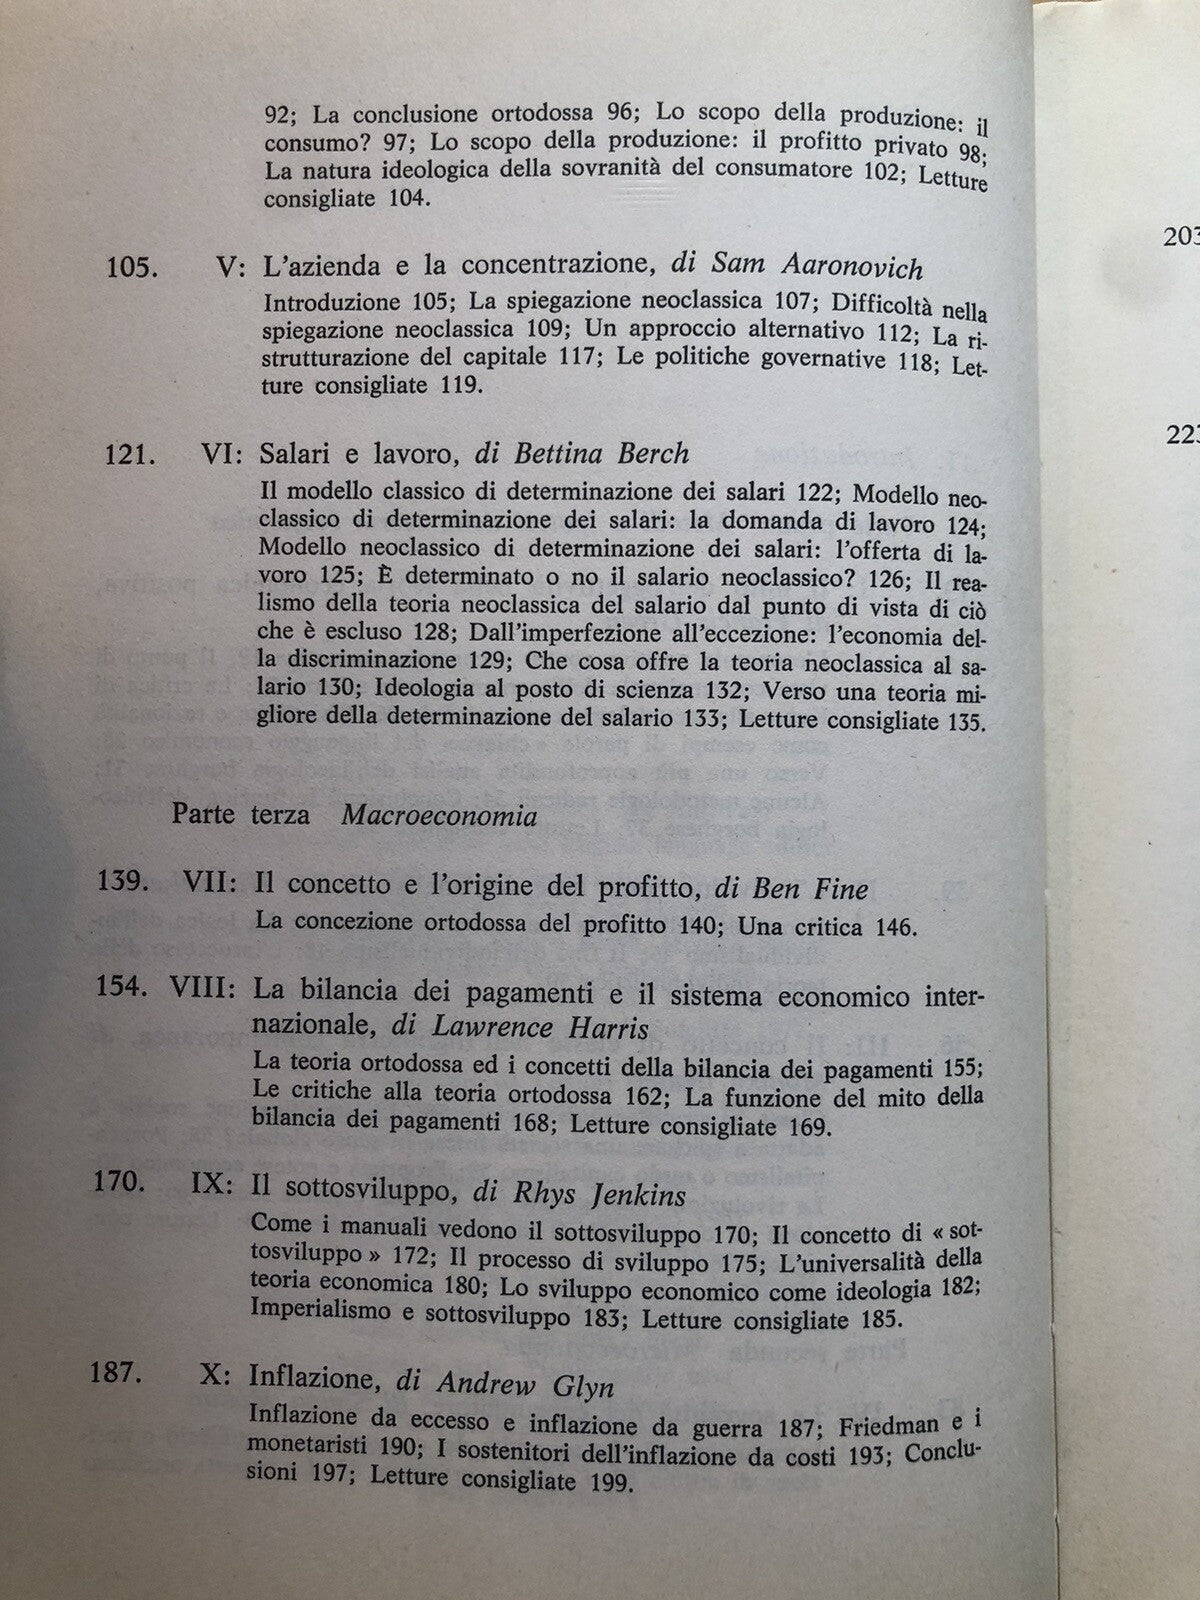 92; La conclusione ortodossa 96; Lo scopo della produzione: il
consumo? 97; Lo scopo della produzione: il profitto privato 98;
La natura ideologica della sovranità del consumatore 102; Letture
consigliate 104.
105. V: L'azienda e la concentrazione, di Sam Aaronovich
Introduzione 105; La spiegazione neoclassica 107; Difficoltà nella
spiegazione neoclassica 109; Un approccio alternativo 112; La ri-
strutturazione del capitale 117; Le politiche governative 118; Let-
ture consigliate 119.
121. VI: Salari e lavoro, di Bettina Berch
Il modello classico di determinazione dei salari 122; Modello neo-
classico di determinazione dei salari: la domanda di lavoro 124;
Modello neoclassico di determinazione dei salari: l'offerta di la-
voro 125; È determinato o no il salario neoclassico? 126; Il rea-
lismo della teoria neoclassica del salario dal punto di vista di ciò
che è escluso 128; Dall'imperfezione all'eccezione: l'economia del-
la discriminazione 129; Che cosa offre la teoria neoclassica al sa-
lario 130; Ideologia al posto di scienza 132; Verso una teoria mi-
gliore della determinazione del salario 133; Letture consigliate 135.
Parte terza Macroeconomia
139. VII: Il concetto e l'origine del profitto, di Ben Fine
La concezione ortodossa del profitto 140; Una critica 146.
154. VIII: La bilancia dei pagamenti e il sistema economico inter-
nazionale, di Lawrence Harris
La teoria ortodossa ed i concetti della bilancia dei pagamenti 155;
Le critiche alla teoria ortodossa 162; La funzione del mito della
bilancia dei pagamenti 168; Letture consigliate 169.
170. IX: Il sottosviluppo, di Rhys Jenkins
Come i manuali vedono il sottosviluppo 170; Il concetto di « sot-
tosviluppo » 172; Il processo di sviluppo 175; L'universalità della
teoria economica 180; Lo sviluppo economico come ideologia 182;
Imperialismo e sottosviluppo 183; Letture consigliate 185.
187. X: Inflazione, di Andrew Glyn
Inflazione da eccesso e inflazione da guerra 187; Friedman e i
monetaristi 190; I sostenitori dell'inflazione da costi 193; Conclu-
sioni 197; Letture consigliate 199.
203
223